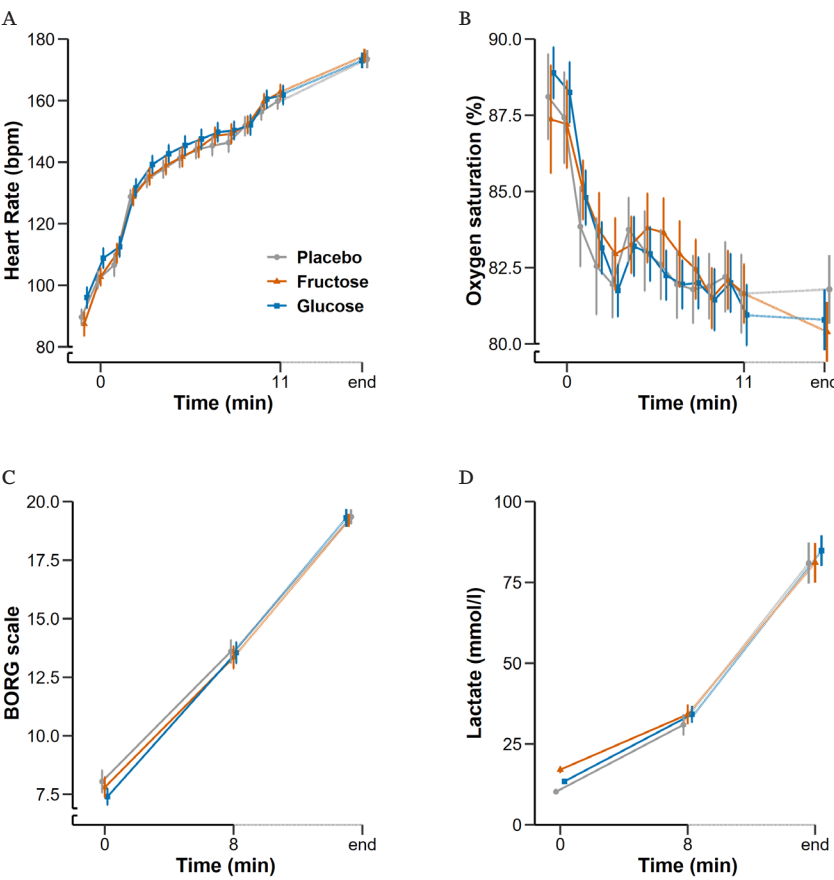 A
180
160
140
120
100
80
Heart Rate (bpm)
Placebo
Fructose
Glucose
0
11
end
Time (min)
B
90.0
87.5
85.0
82.5
80.0
Oxygen saturation (%)
0
11
end
Time (min)
C
20.0
17.5
15.0
12.5
10.0
7.5
BORG scale
0
8
end
Time (min)
D
100
75
50
25
0
Lactate (mmol/l)
0
8
end
Time (min)